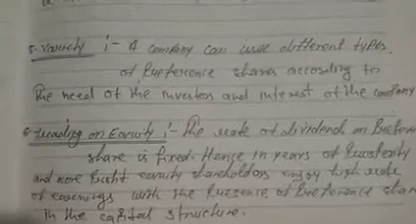 5- Variety :- A company can issue different types
of Preference shares according to
the need of the investors and interest of the company
6- Trading on Equity :- The rate of dividend on Preferen
share is fixed. Hence in years of Prosperity
and more Profit equity shareholders enjoy high rate
of earnings with the Presence of Preference shar
in the capital structure.